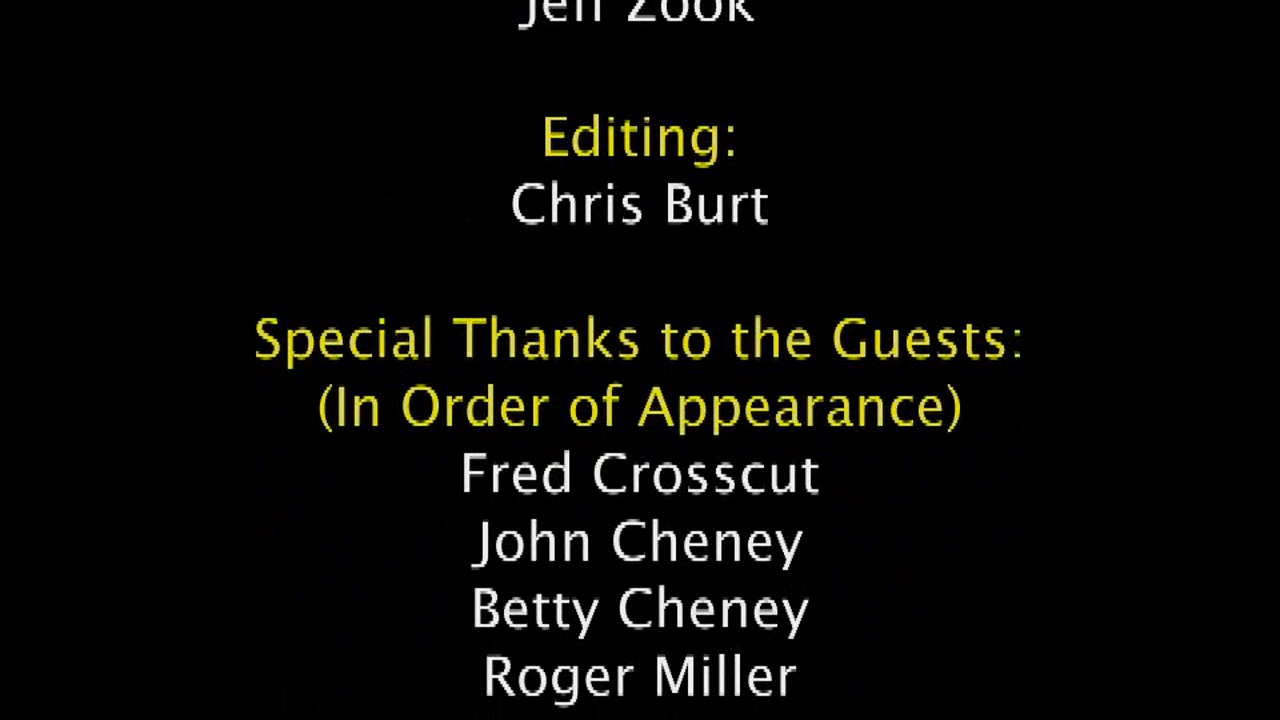 Zook
Editing:
Chris Burt
Special Thanks to the Guests:
(In Order of Appearance)
Fred Crosscut
John Cheney
Betty Cheney
Roger Miller